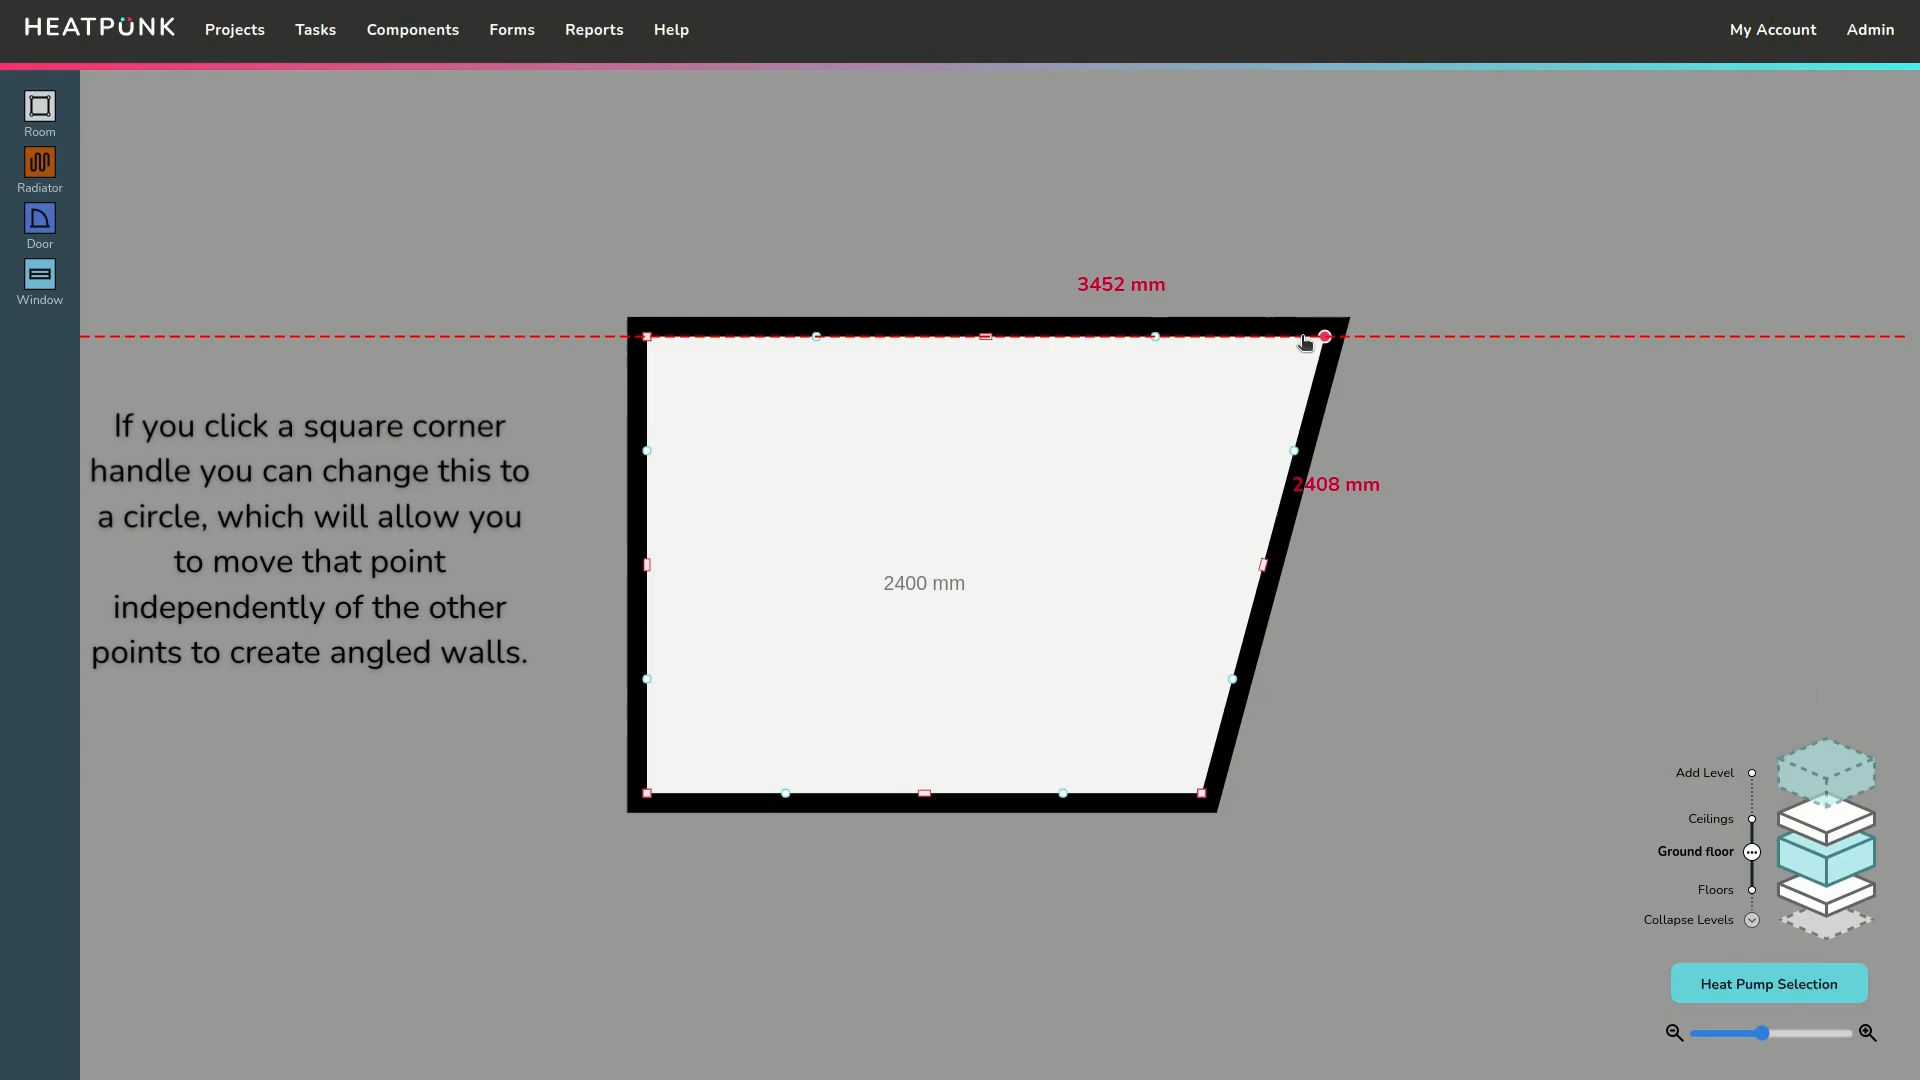 HEATPUNK Projects Tasks Components Forms Reports Help My Account Admin
Room
Radiator
Door
Window
3452 mm
2408 mm
2400 mm
If you click a square corner
handle you can change this to
a circle, which will allow you
to move that point
independently of the other
points to create angled walls.
Add Level
Ceilings
Ground floor
Floors
Collapse Levels
Heat Pump Selection